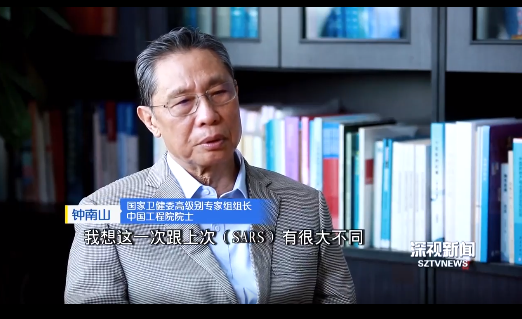 钟南山
国家卫健委高级别专家组组长
中国工程院院士
我想这一次跟上次（SARS）有很大不同
深视新闻
SZTVNEWS